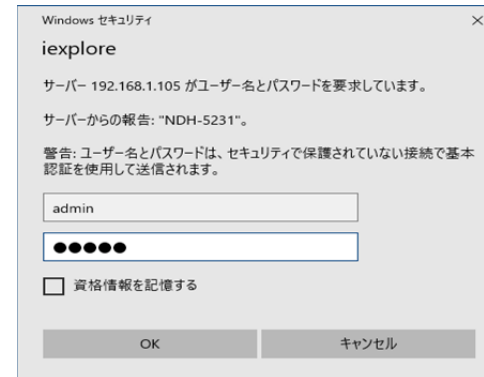 Windows セキュリティ
iexplore
サーバー 192.168.1.105 がユーザー名とパスワードを要求しています。
サーバーからの報告: "NDH-5231"。
警告: ユーザー名とパスワードは、セキュリティで保護されていない接続で基本
認証を使用して送信されます。
admin
●●●●●
資格情報を記憶する
OK キャンセル